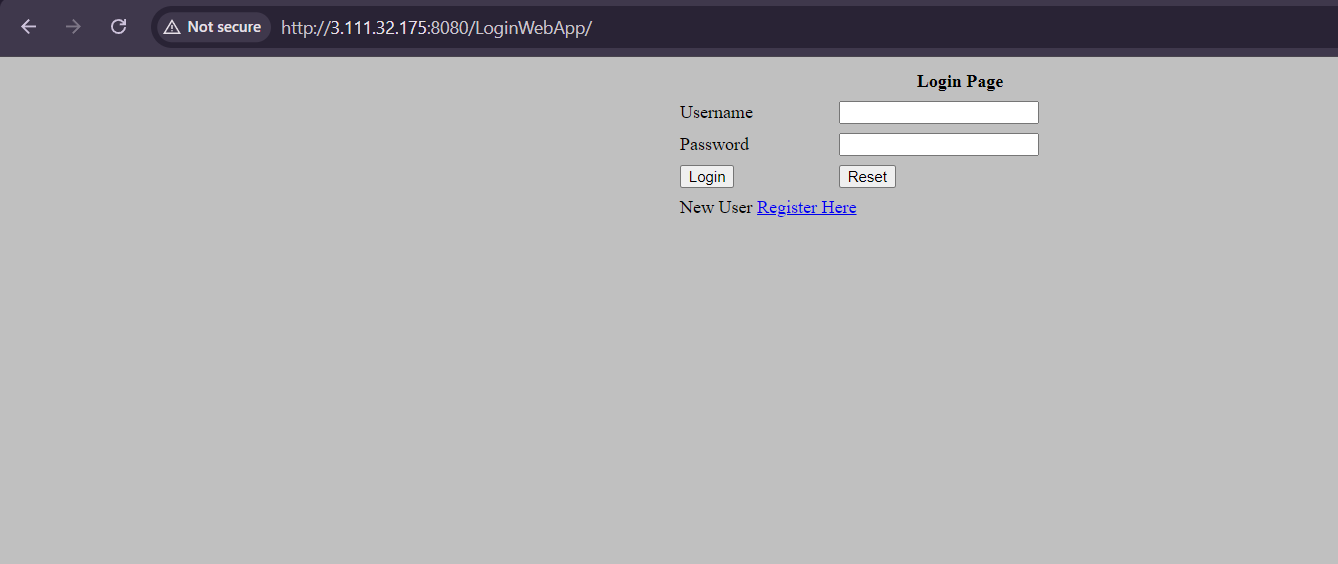 Not secure http://3.111.32.175:8080/LoginWebApp/
Login Page
Username
Password
Login Reset
New User Register Here